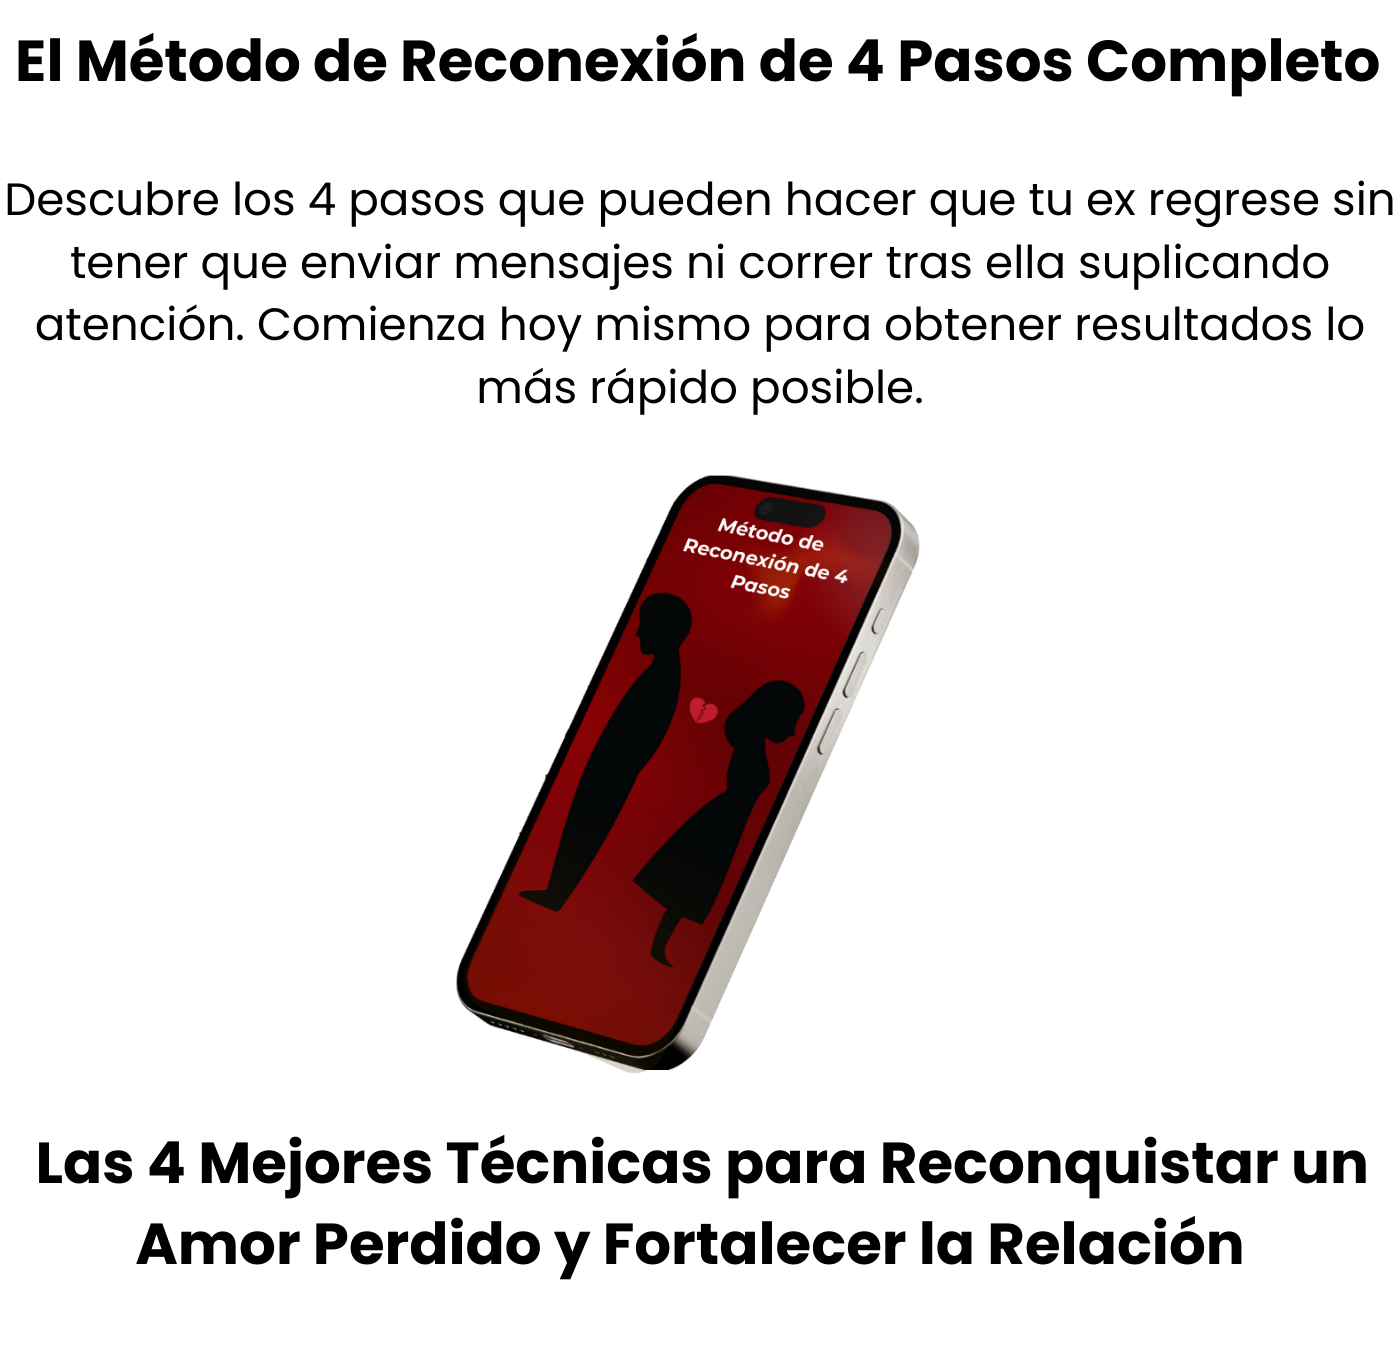 El Método de Reconexión de 4 Pasos Completo
Descubre los 4 pasos que pueden hacer que tu ex regrese sin
tener que enviar mensajes ni correr tras ella suplicando
atención. Comienza hoy mismo para obtener resultados lo
más rápido posible.
Método de
Reconexión de 4
Pasos
Las 4 Mejores Técnicas para Reconquistar un
Amor Perdido y Fortalecer la Relación